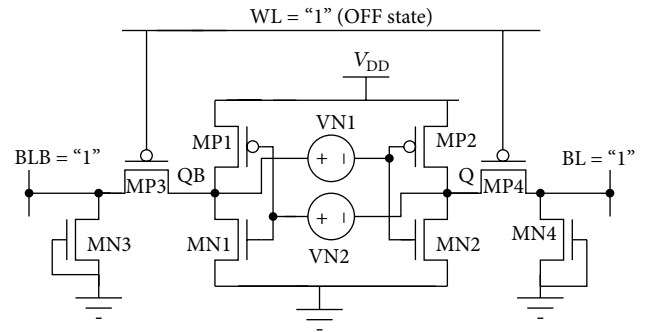 WL = “1” (OFF state)
VDD
MP1
VN1
MP2
BLB = “1”
QB
Q
BL = “1”
MP3
MP4
+ −
+ −
MN3
MN1
VN2
MN2
MN4